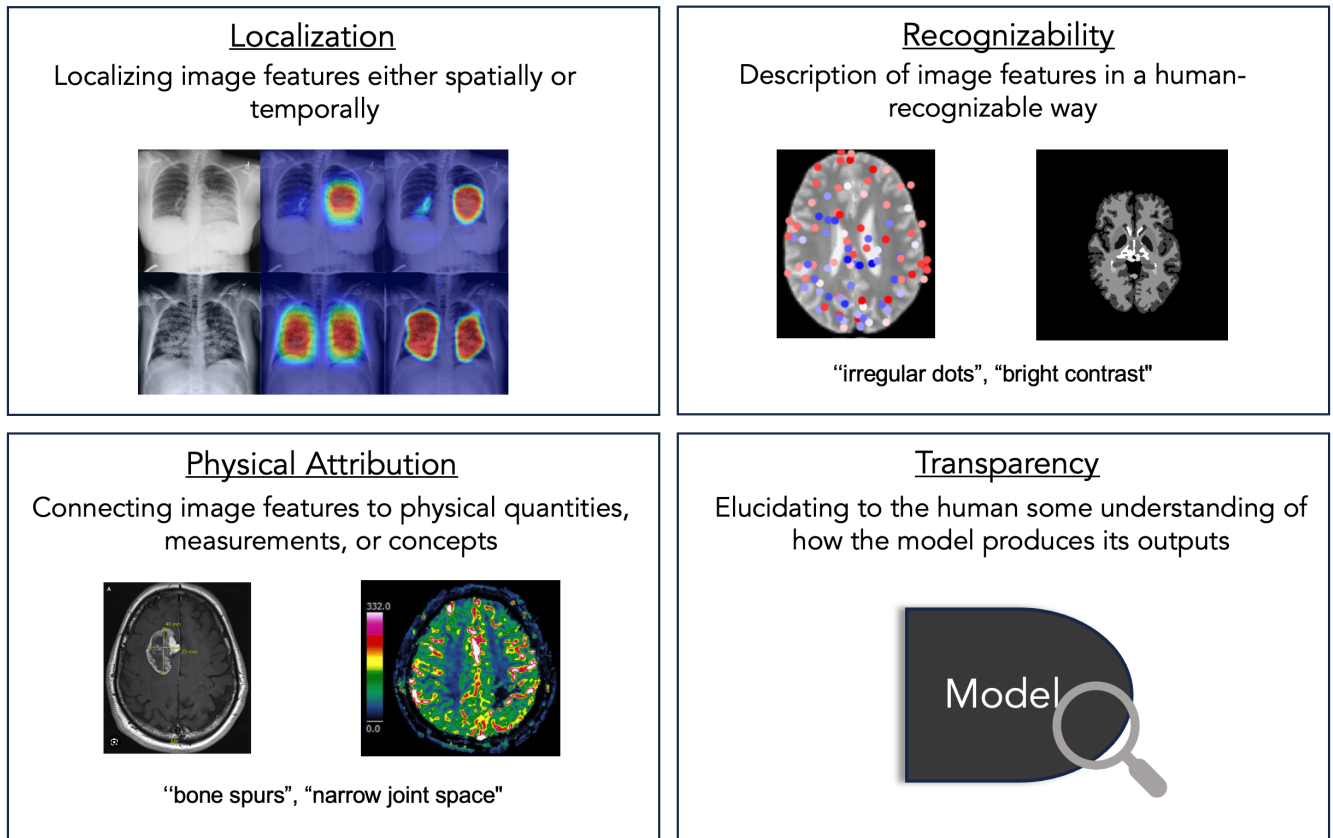 Localization
Localizing image features either spatially or
temporally
Recognizability
Description of image features in a human-
recognizable way
‘‘irregular dots”, “bright contrast"
Physical Attribution
Connecting image features to physical quantities,
measurements, or concepts
A
332.0
0.0
‘‘bone spurs”, “narrow joint space"
Transparency
Elucidating to the human some understanding of
how the model produces its outputs
Model